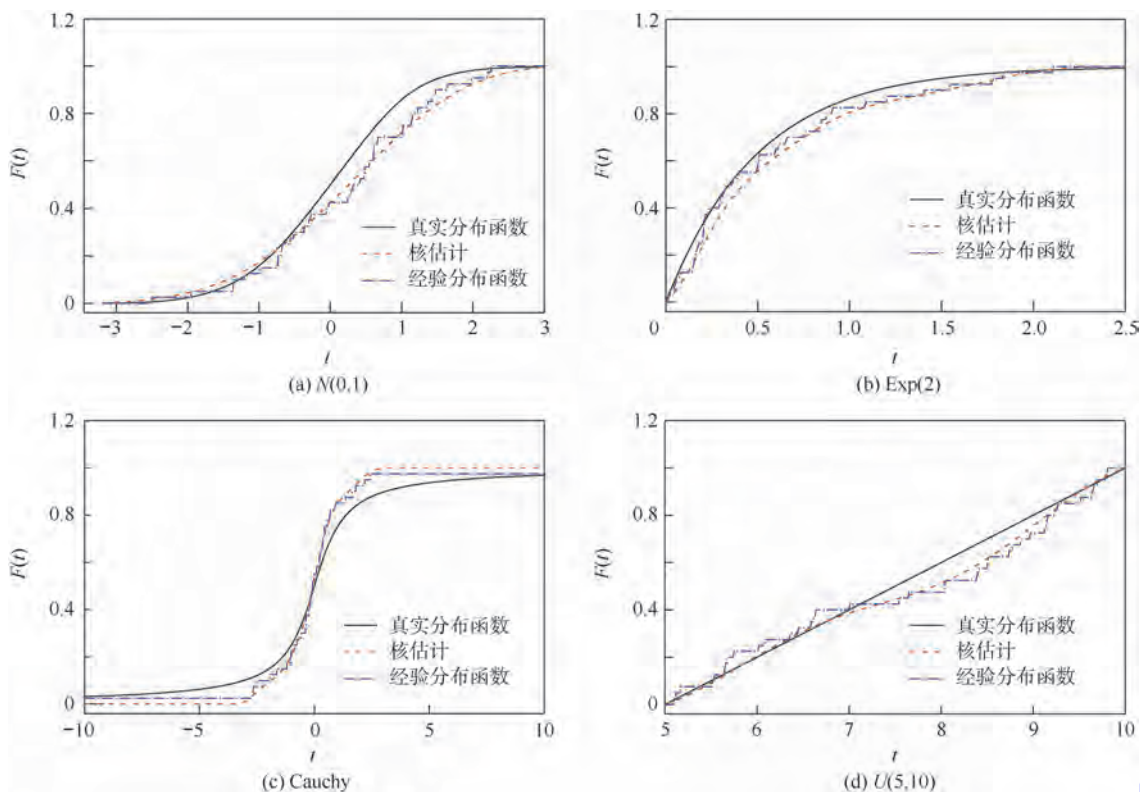 1.2
0.8
0.4
0
F(t)
真实分布函数
核估计
经验分布函数
−3 −2 −1 0 1 2 3
t
(a) N(0,1)
1.2
0.8
0.4
0
F(t)
真实分布函数
核估计
经验分布函数
0 0.5 1.0 1.5 2.0 2.5
t
(b) Exp(2)
1.2
0.8
0.4
0
F(t)
真实分布函数
核估计
经验分布函数
−10 −5 0 5 10
t
(c) Cauchy
1.2
0.8
0.4
0
F(t)
真实分布函数
核估计
经验分布函数
5 6 7 8 9 10
t
(d) U(5,10)